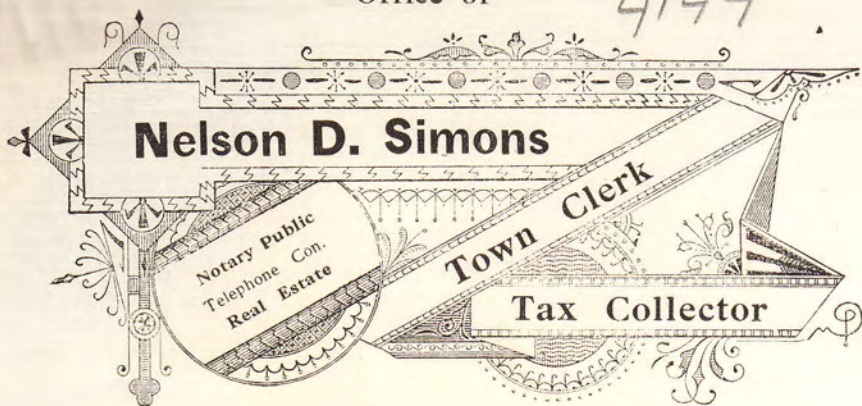 Office of
Nelson D. Simons
Notary Public
Telephone Con.
Real Estate
Town Clerk
Tax Collector